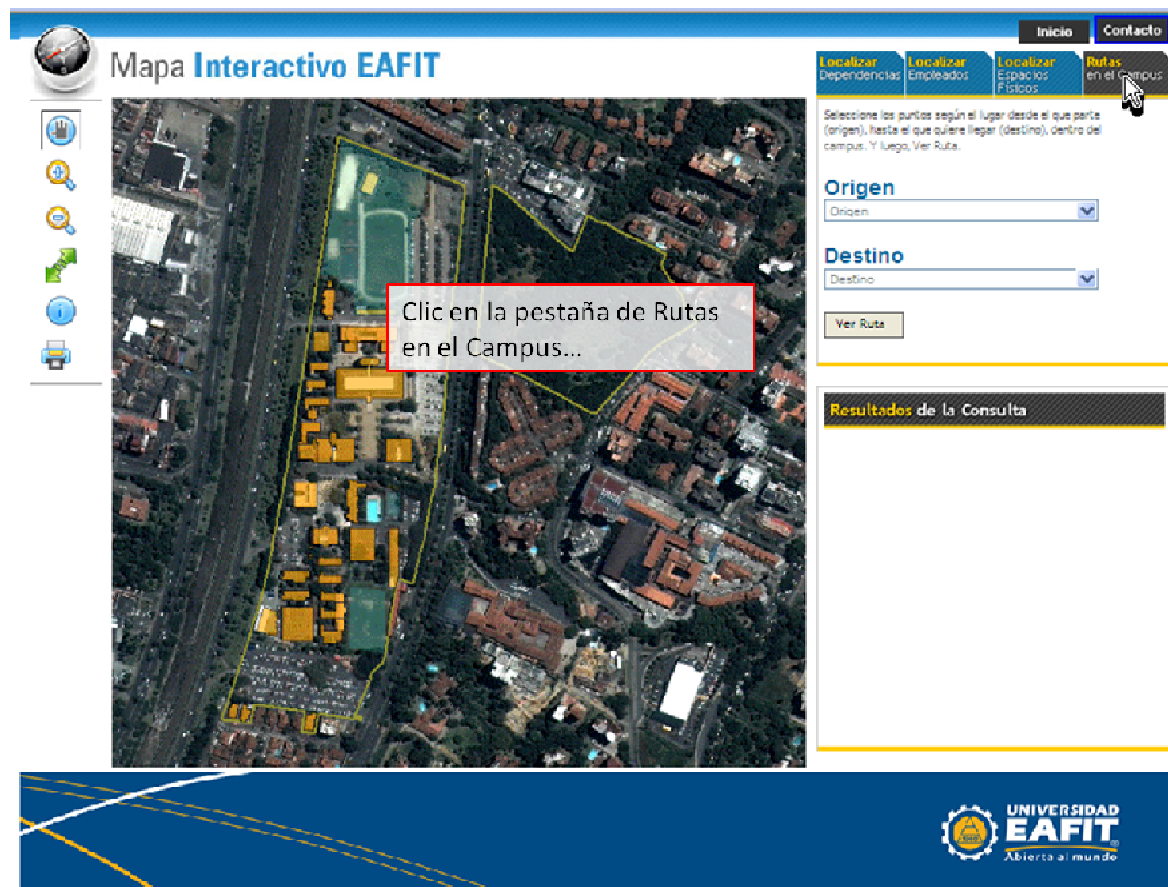 Inicio
Contacto
Mapa Interactivo EAFIT
Localizar
Dependencias
Localizar
Empleados
Localizar
Espacios
Físicos
Rutas
en el Campus
Seleccione los puntos según el lugar desde el que parte
(origen), hasta el que quiere llegar (destino), dentro del
campus. Y luego, Ver Ruta.
Origen
Origen
Destino
Destino
Ver Ruta
Clic en la pestaña de Rutas
en el Campus...
Resultados de la Consulta
UNIVERSIDAD
EAFIT
Abierta al mundo